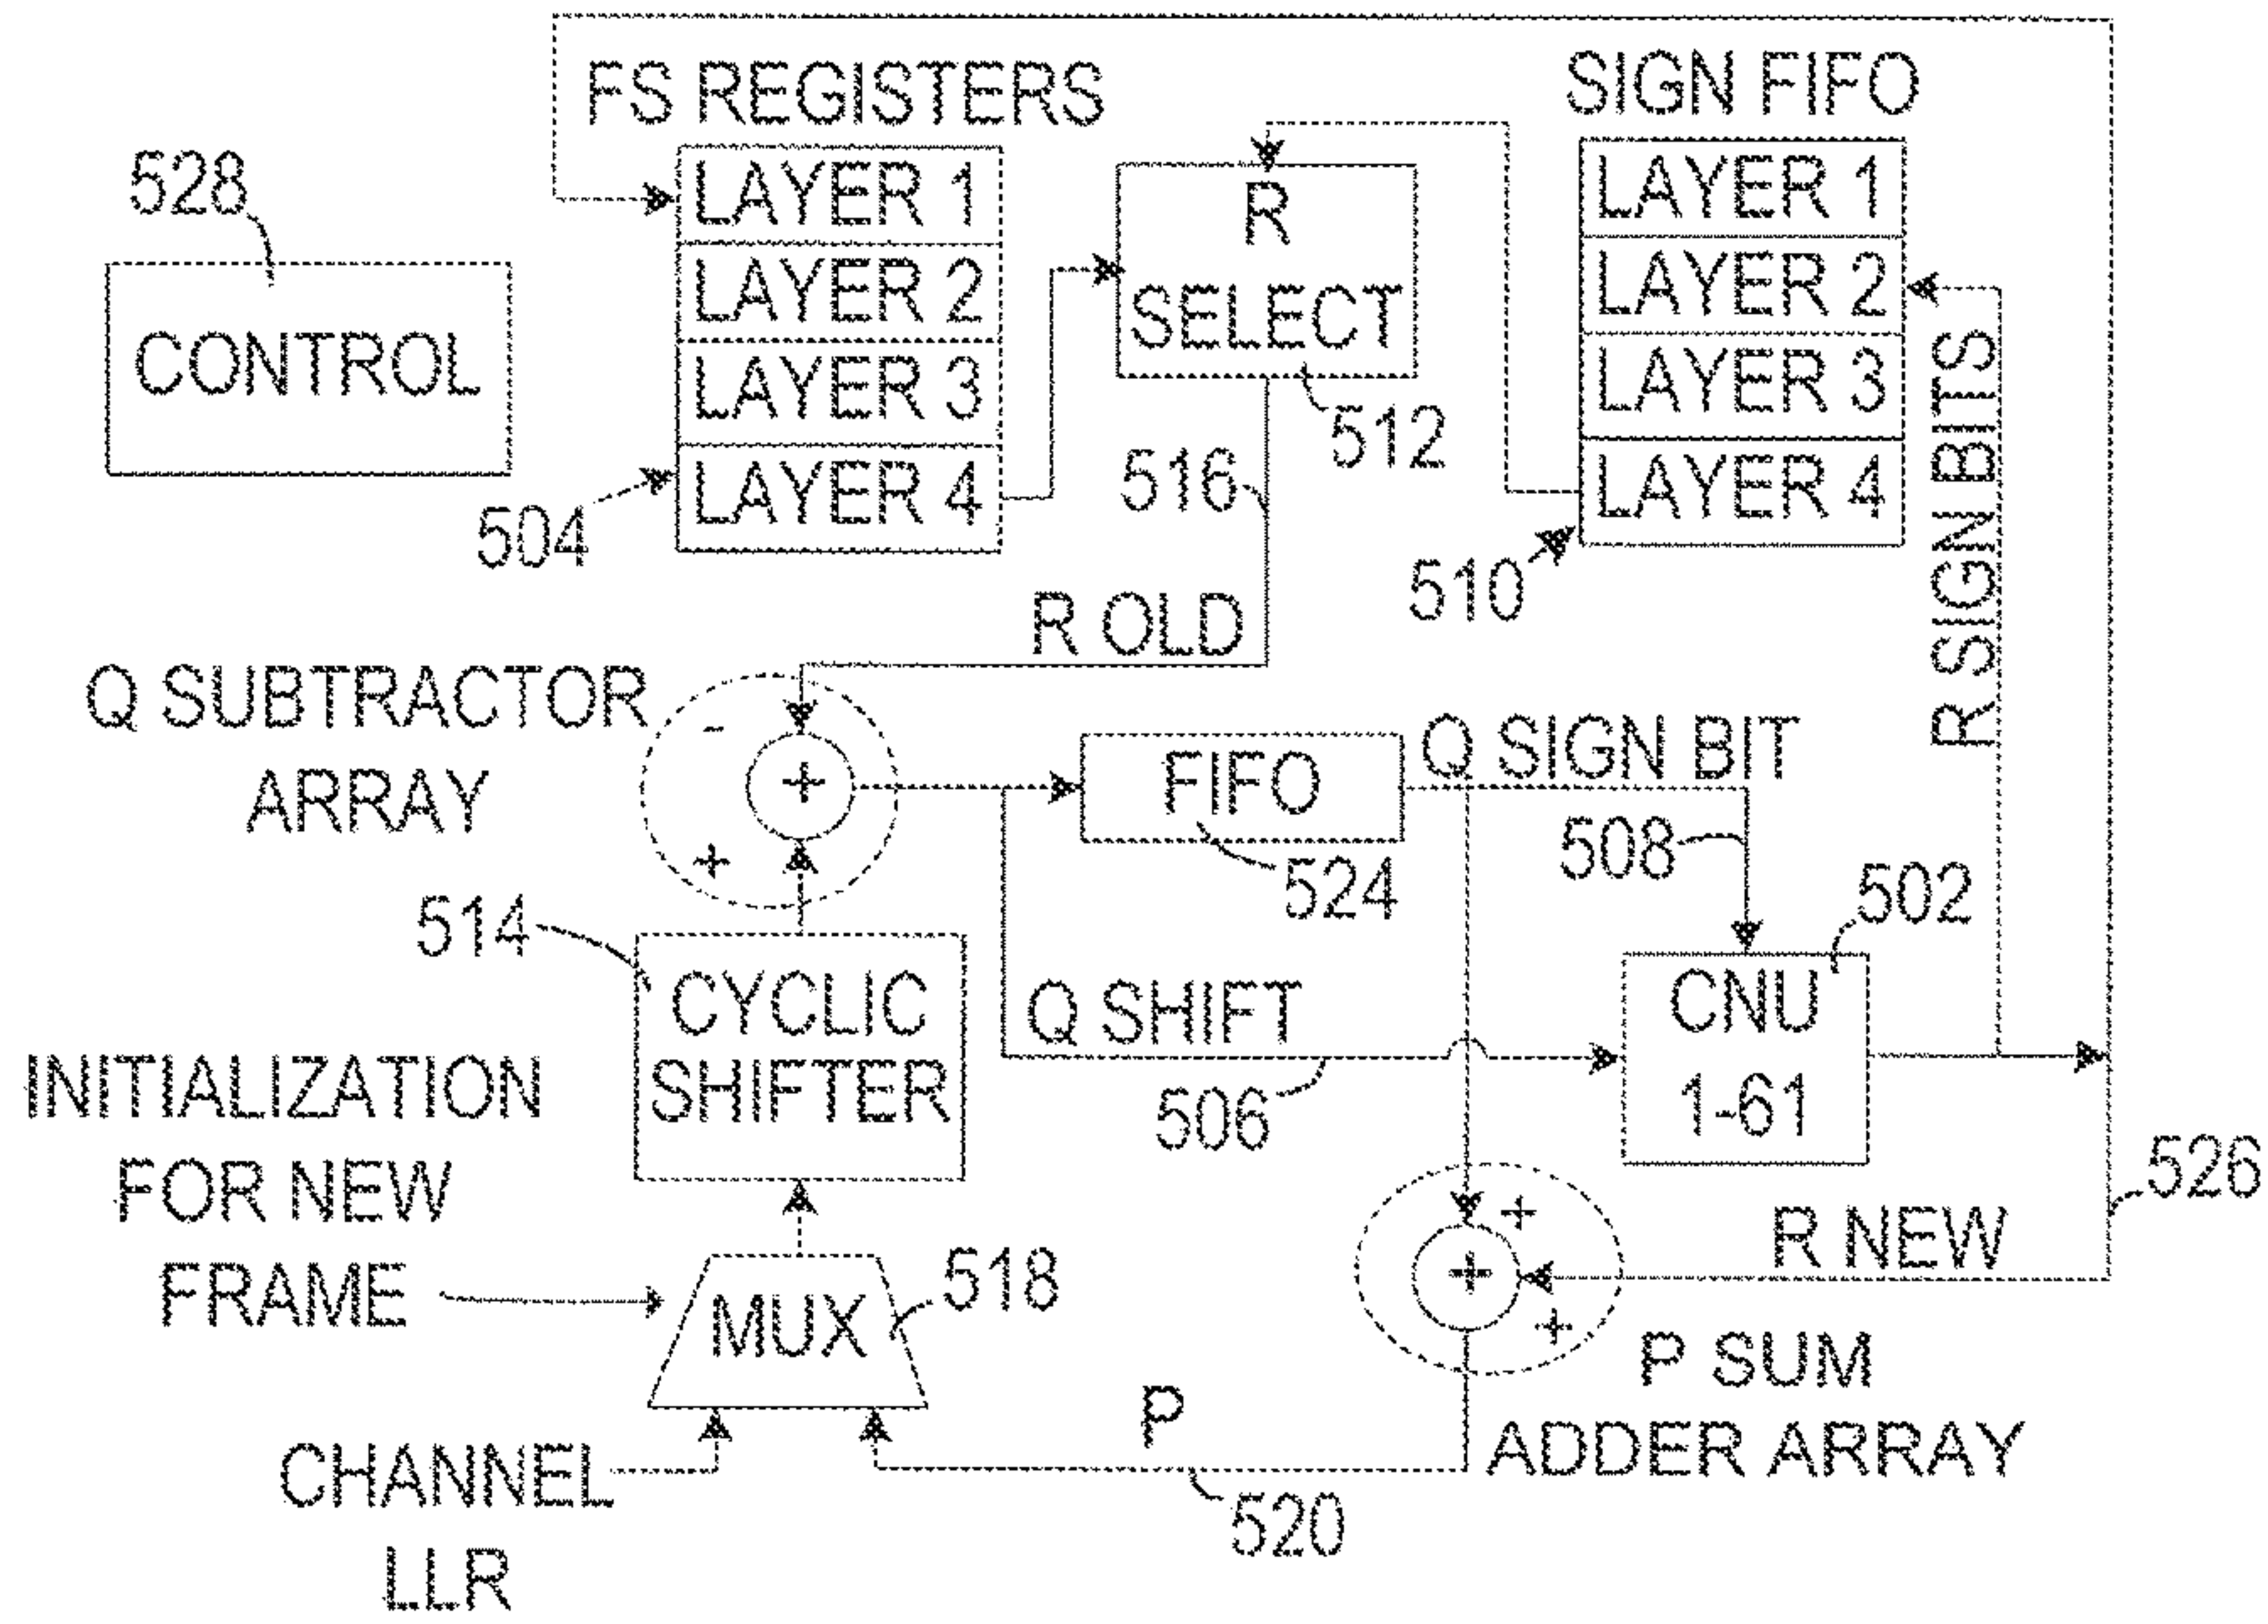 FS REGISTERS
SIGN FIFO
528
CONTROL
LAYER 1
LAYER 2
LAYER 3
LAYER 4
504
R
SELECT
512
516
LAYER 1
LAYER 2
LAYER 3
LAYER 4
510
R SIGN BITS
R OLD
Q SUBTRACTOR
ARRAY
-
+
+
FIFO
524
Q SIGN BIT
508
502
514
CYCLIC
SHIFTER
Q SHIFT
506
CNU
1-61
526
INITIALIZATION
FOR NEW
FRAME
MUX
518
+
+
+
R NEW
P SUM
ADDER ARRAY
P
520
CHANNEL
LLR